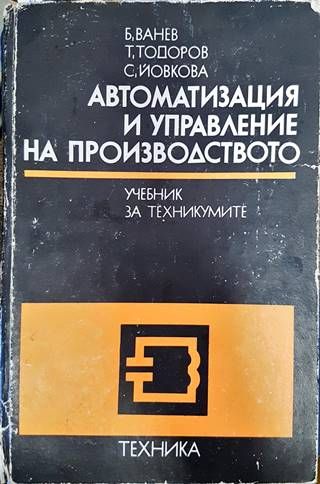 Б,ВАНЕВ
Т,ТОДОРОВ
С,ЙОВКОВА
АВТОМАТИЗАЦИЯ
И УПРАВЛЕНИЕ
НА ПРОИЗВОДСТВОТО
УЧЕБНИК
ЗА ТЕХНИКУМИТЕ
ТЕХНИКА